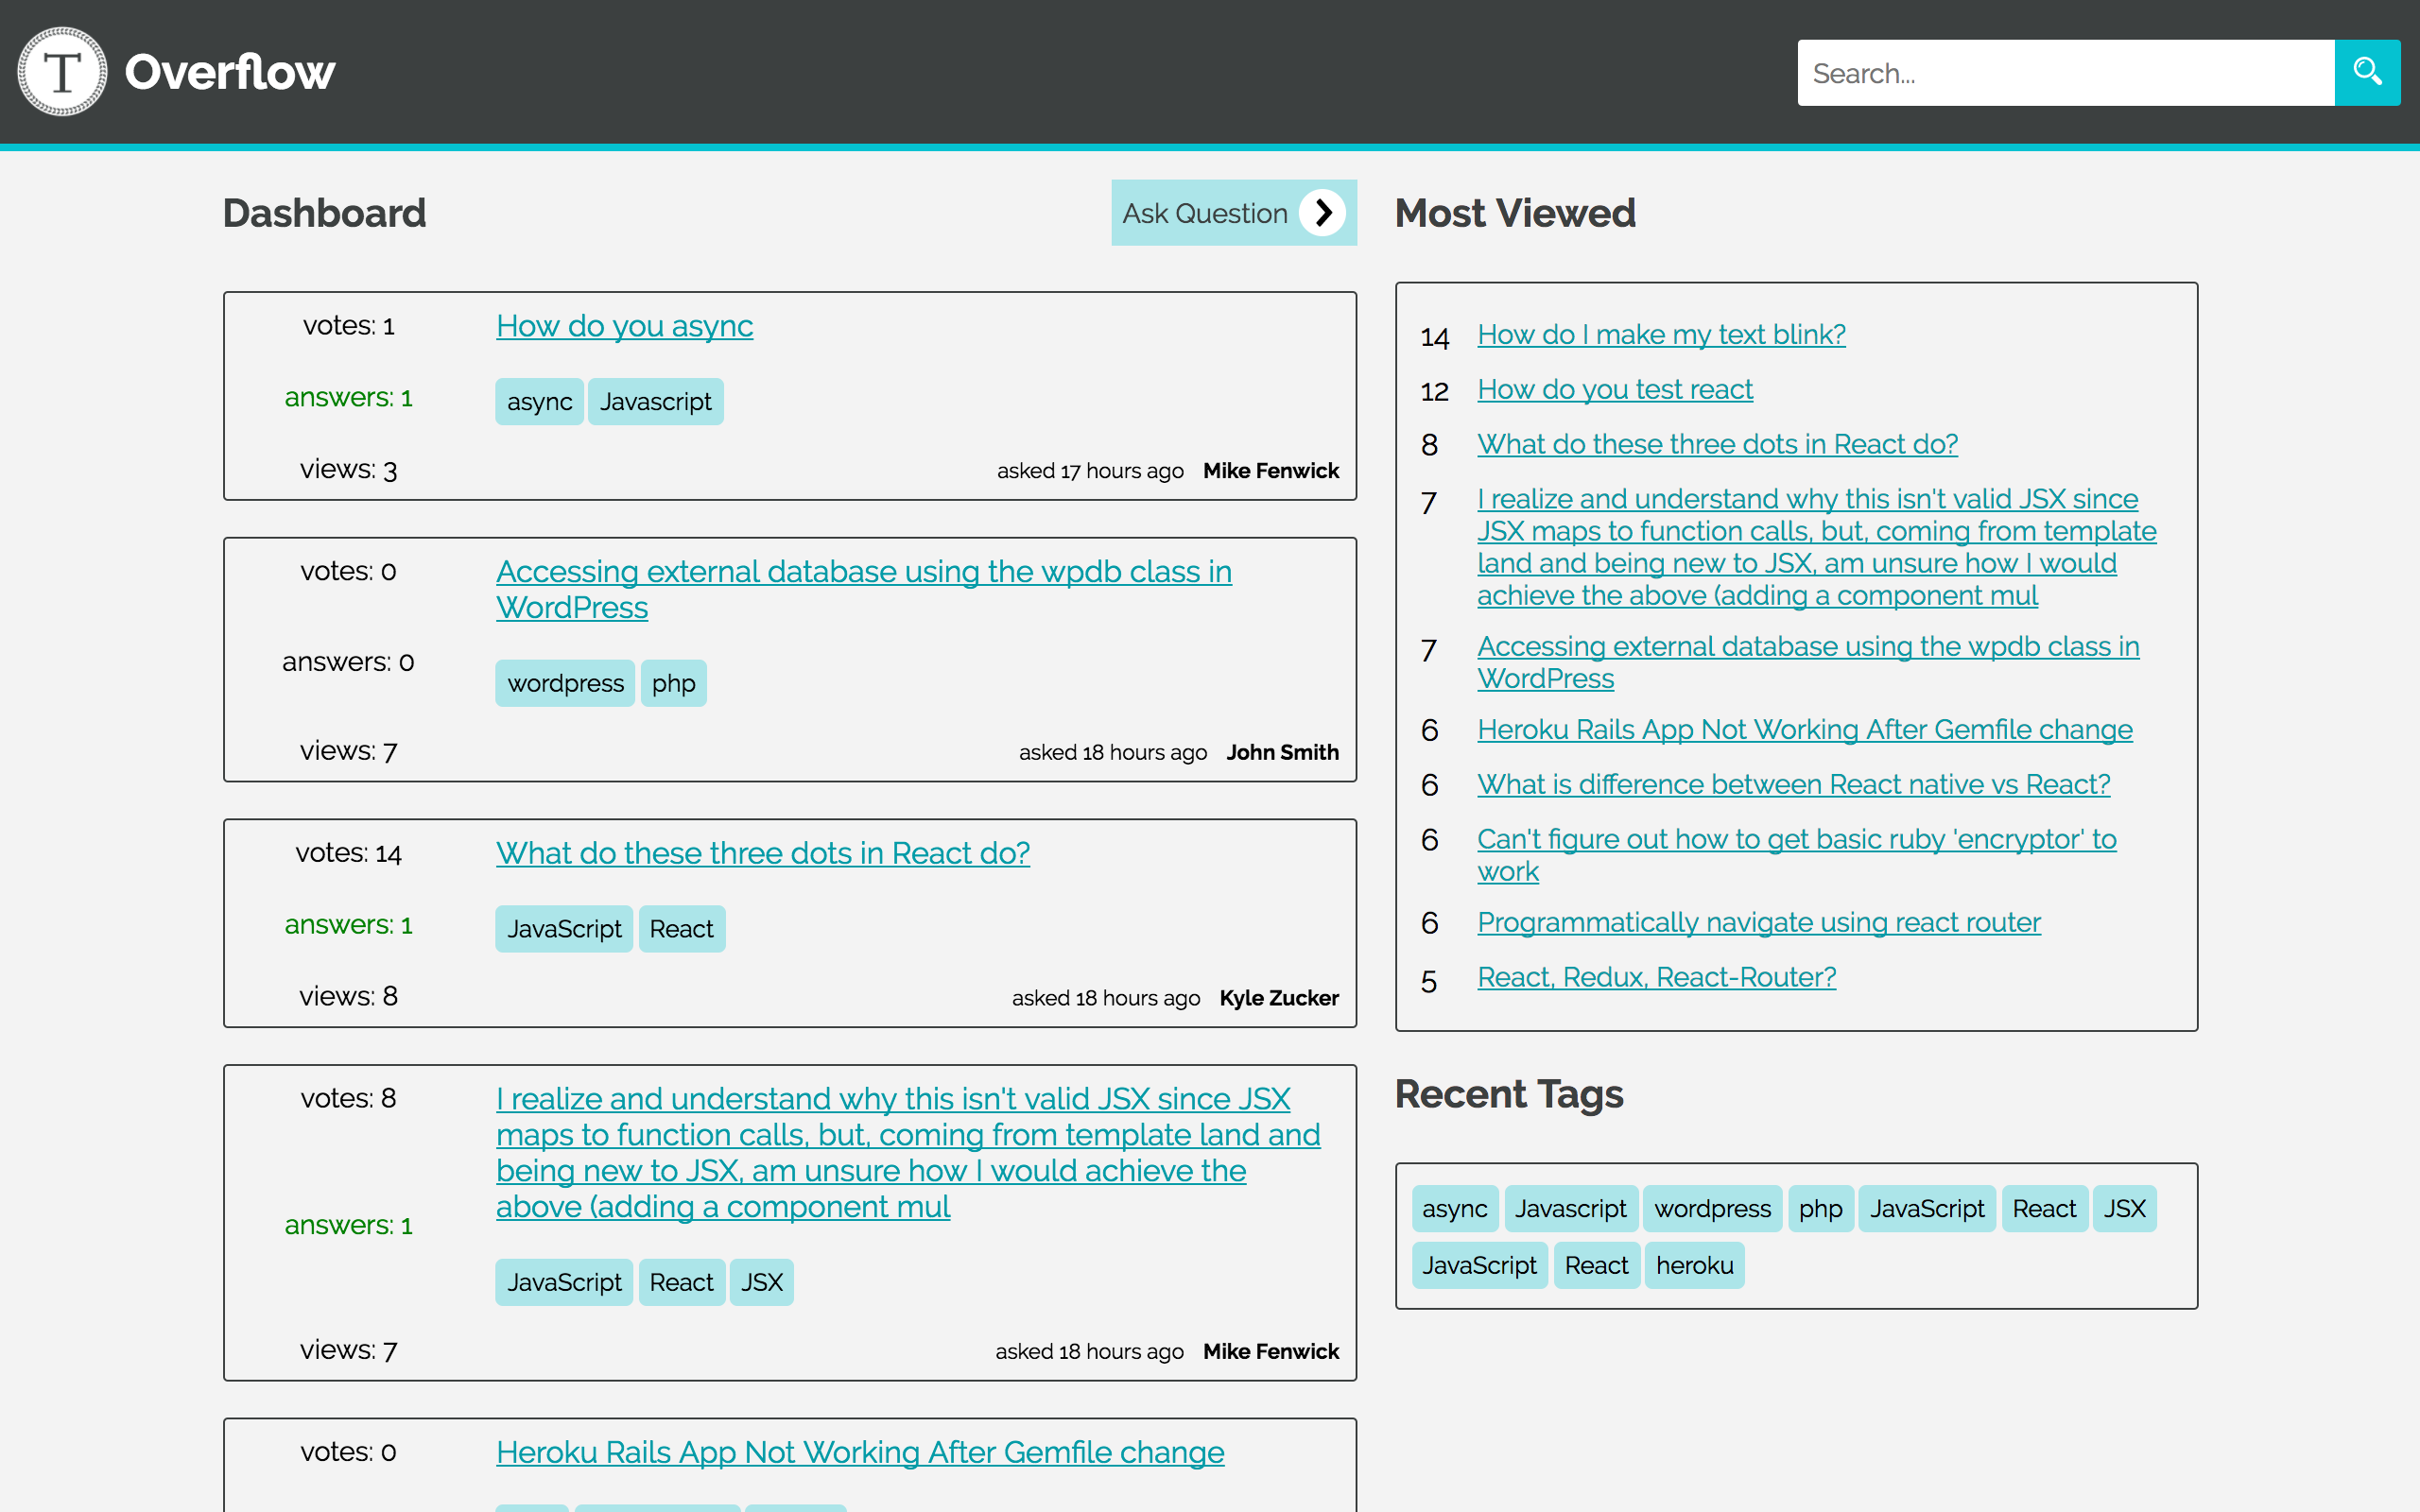 T Overflow
Search...
Dashboard
Ask Question
votes: 1
How do you async
answers: 1
async Javascript
views: 3
asked 17 hours ago Mike Fenwick
votes: 0
Accessing external database using the wpdb class in
WordPress
answers: 0
wordpress php
views: 7
asked 18 hours ago John Smith
votes: 14
What do these three dots in React do?
answers: 1
JavaScript React
views: 8
asked 18 hours ago Kyle Zucker
votes: 8
I realize and understand why this isn't valid JSX since JSX
maps to function calls, but, coming from template land and
being new to JSX, am unsure how I would achieve the
above (adding a component mul
answers: 1
JavaScript React JSX
views: 7
asked 18 hours ago Mike Fenwick
votes: 0
Heroku Rails App Not Working After Gemfile change
Most Viewed
14 How do I make my text blink?
12 How do you test react
8 What do these three dots in React do?
7 I realize and understand why this isn't valid JSX since
JSX maps to function calls, but, coming from template
land and being new to JSX, am unsure how I would
achieve the above (adding a component mul
7 Accessing external database using the wpdb class in
WordPress
6 Heroku Rails App Not Working After Gemfile change
6 What is difference between React native vs React?
6 Can't figure out how to get basic ruby 'encryptor' to
work
6 Programmatically navigate using react router
5 React, Redux, React-Router?
Recent Tags
async Javascript wordpress php JavaScript React JSX
JavaScript React heroku